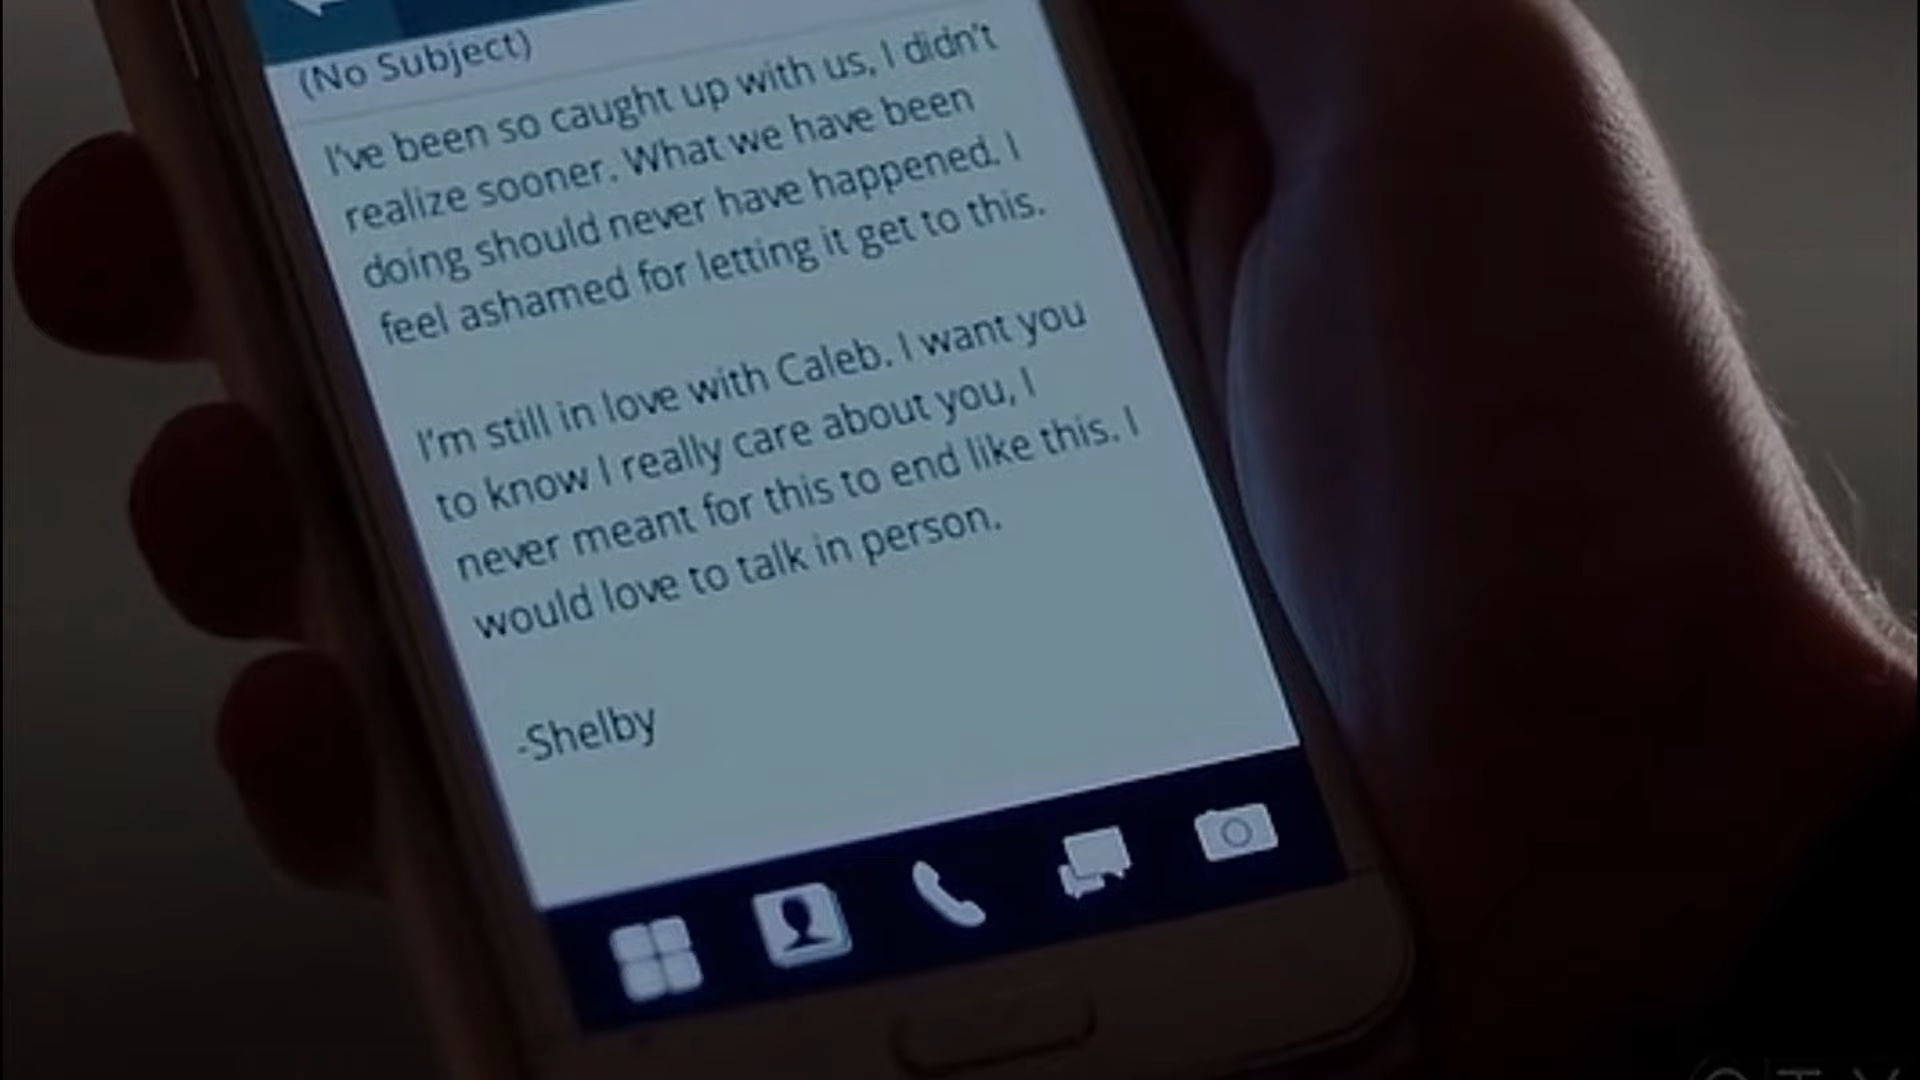 (No Subject)
I've been so caught up with us, I didn't
realize sooner. What we have been
doing should never have happened. I
feel ashamed for letting it get to this.
I'm still in love with Caleb. I want you
to know I really care about you, I
never meant for this to end like this. I
would love to talk in person.
-Shelby
CTV